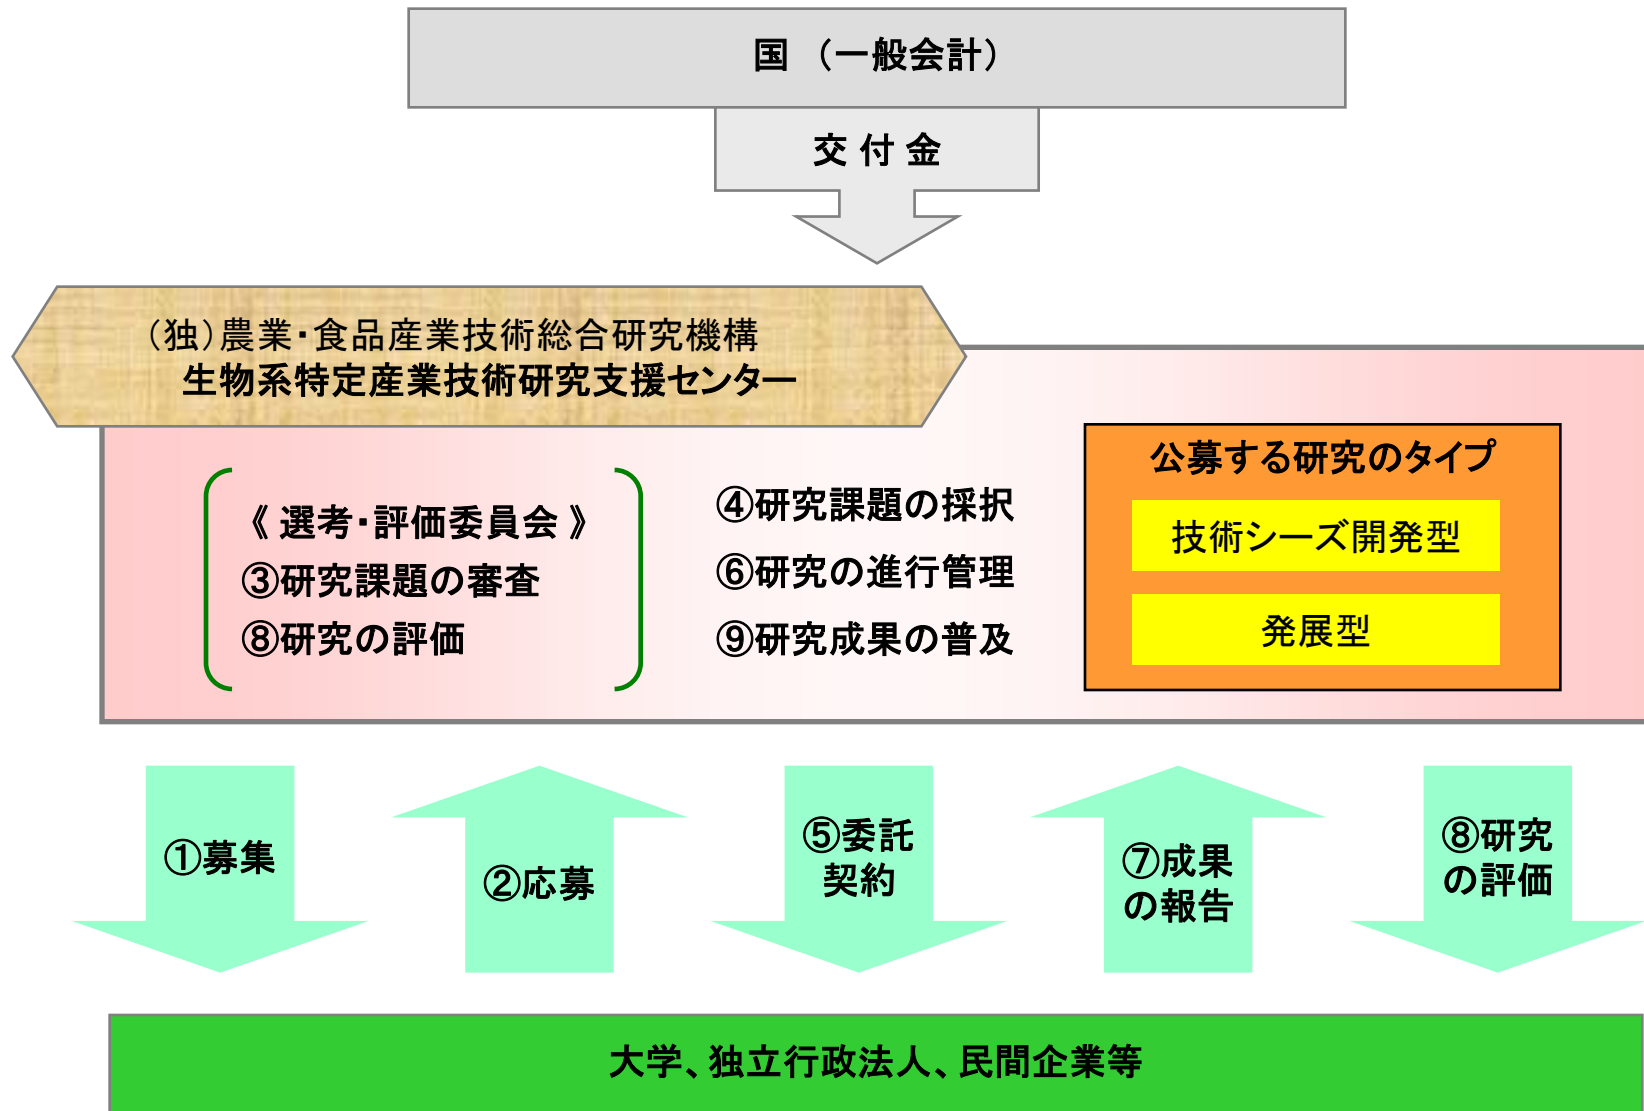 国 （一般会計）
交 付 金
（独）農業・食品産業技術総合研究機構
生物系特定産業技術研究支援センター
《 選考・評価委員会 》
③研究課題の審査
⑧研究の評価
④研究課題の採択
⑥研究の進行管理
⑨研究成果の普及
公募する研究のタイプ
技術シーズ開発型
発展型
①募集
②応募
⑤委託
契約
⑦成果
の報告
⑧研究
の評価
大学、独立行政法人、民間企業等